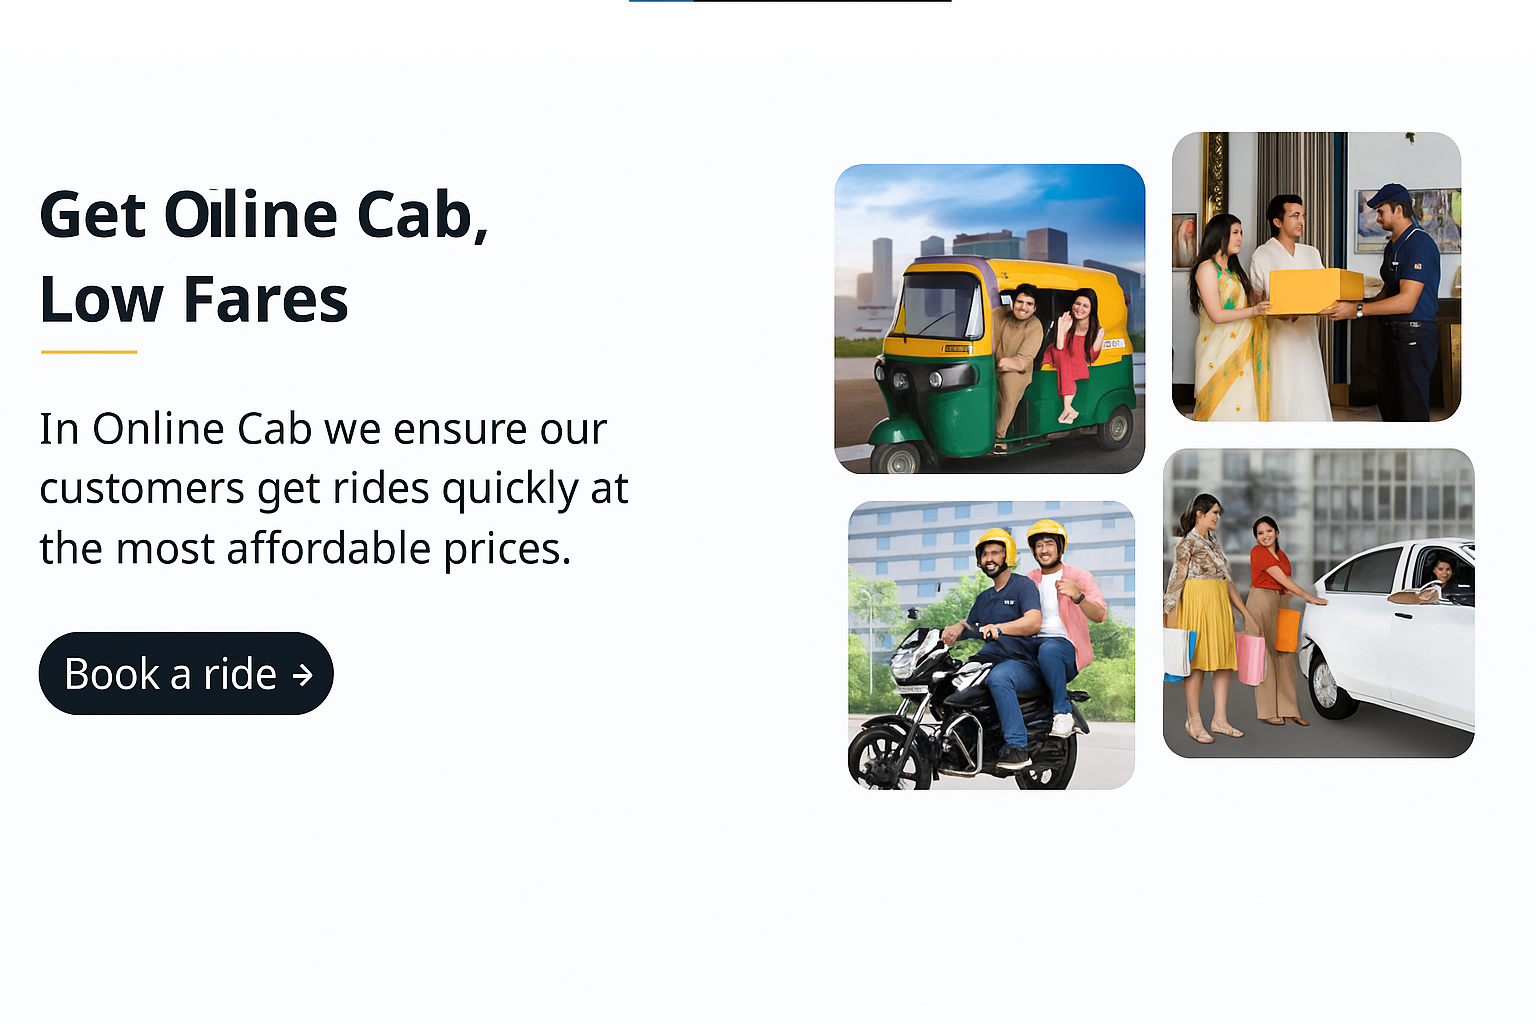 Get Oiline Cab,
Low Fares
In Online Cab we ensure our
customers get rides quickly at
the most affordable prices.
Book a ride →